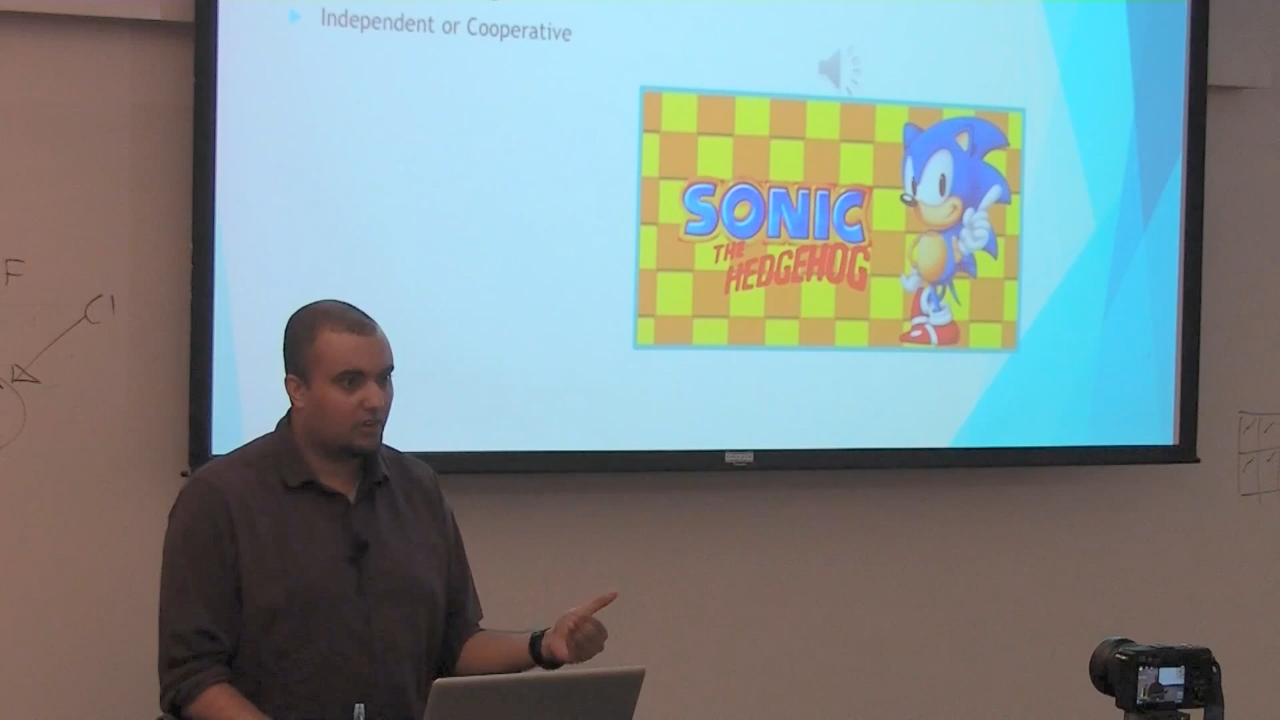 Independent or Cooperative
SONIC
THE
HEDGEHOG
F
C'